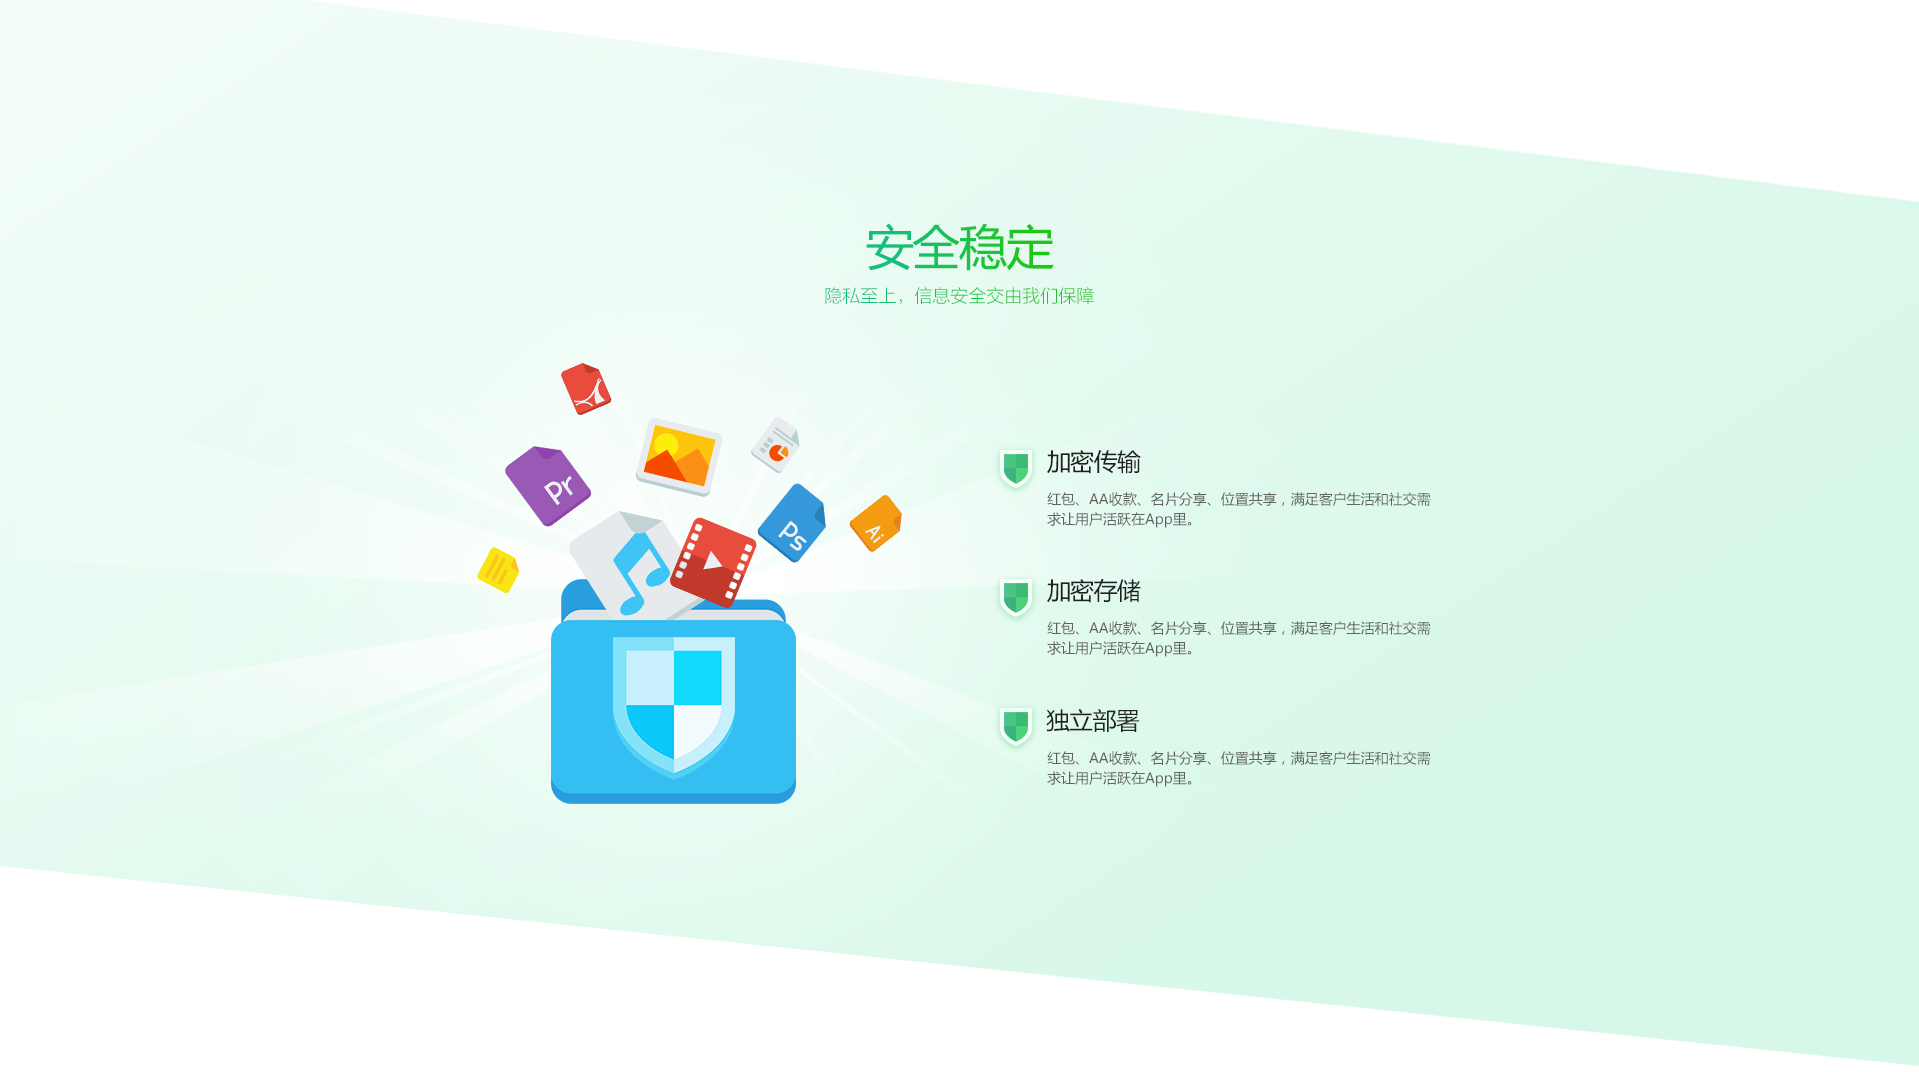 安全稳定
隐私至上，信息安全交由我们保障
Pr
Ps
Ai
加密传输
红包、AA收款、名片分享、位置共享，满足客户生活和社交需
求让用户活跃在App里。
加密存储
红包、AA收款、名片分享、位置共享，满足客户生活和社交需
求让用户活跃在App里。
独立部署
红包、AA收款、名片分享、位置共享，满足客户生活和社交需
求让用户活跃在App里。